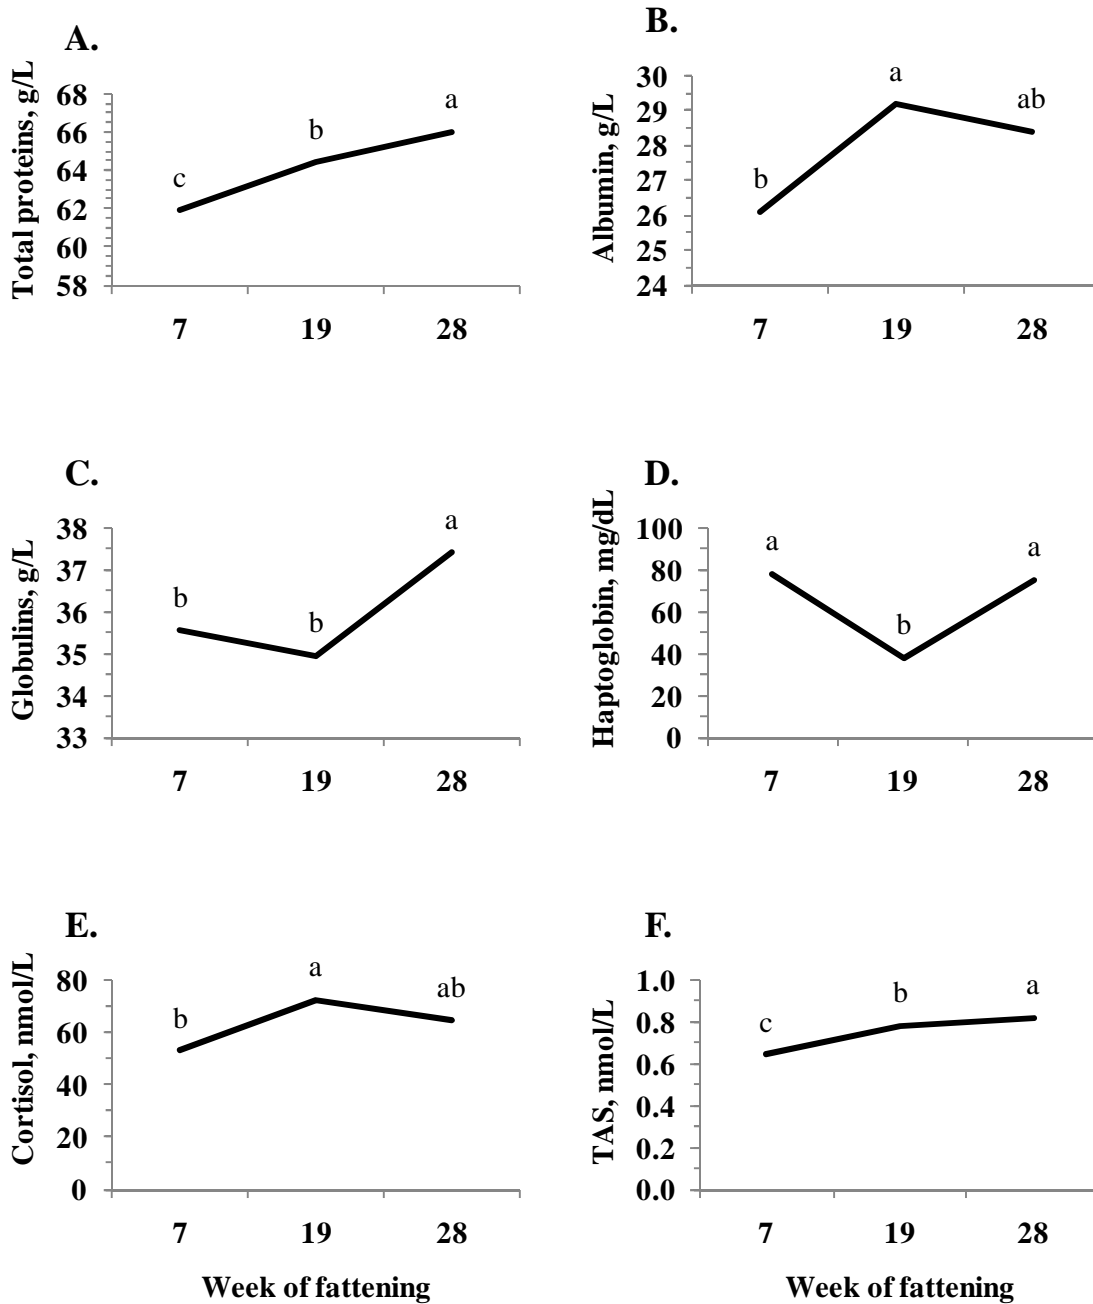 A.
Total proteins, g/L
68
66
64
62
60
58
c
b
a
7 19 28
B.
Albumin, g/L
30
29
28
27
26
25
24
b
a
ab
7 19 28
C.
Globulins, g/L
38
37
36
35
34
33
b
b
a
7 19 28
D.
Haptoglobin, mg/dL
100
80
60
40
20
0
a
b
a
7 19 28
E.
Cortisol, nmol/L
80
60
40
20
0
b
a
ab
7 19 28
Week of fattening
F.
TAS, nmol/L
1.0
0.8
0.6
0.4
0.2
0.0
c
b
a
7 19 28
Week of fattening